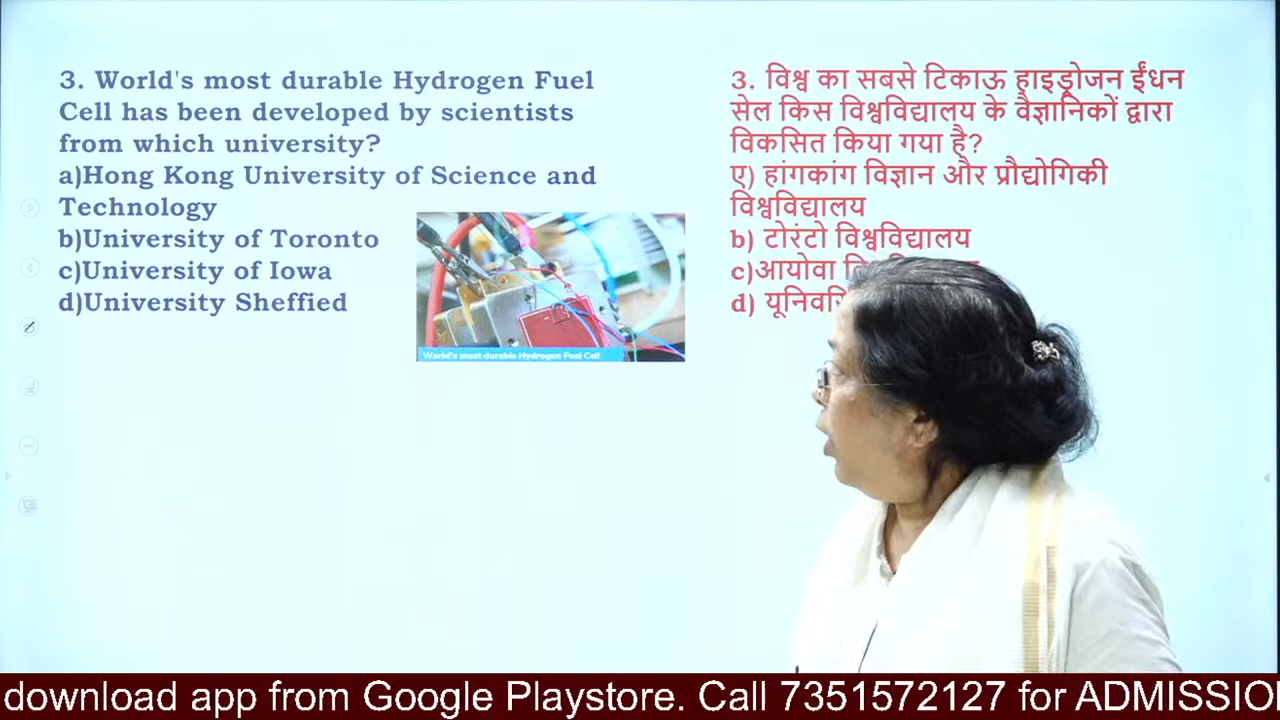 3. World's most durable Hydrogen Fuel
Cell has been developed by scientists
from which university?
a)Hong Kong University of Science and
Technology
b)University of Toronto
c)University of Iowa
d)University Sheffied
World's most durable Hydrogen Fuel Cell
3. विश्व का सबसे टिकाऊ हाइड्रोजन ईंधन
सेल किस विश्वविद्यालय के वैज्ञानिकों द्वारा
विकसित किया गया है?
ए) हांगकांग विज्ञान और प्रौद्योगिकी
विश्वविद्यालय
b) टोरंटो विश्वविद्यालय
c)आयोवा
d)
download app from Google Playstore. Call 7351572127 for